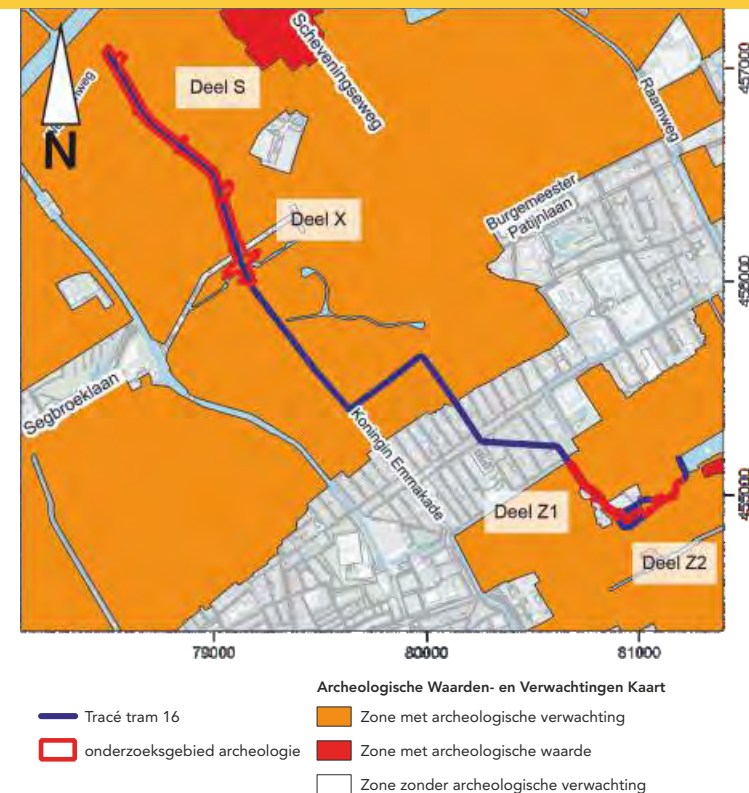 Scheveningseweg
Deel S
N
Raamweg
457000
Burgemeester
Patijnlaan
Deel X
456000
Segbroeklaan
Koningin Emmakade
Deel Z1
455000
Deel Z2
79000
80000
81000
Archeologische Waarden- en Verwachtingen Kaart
Tracé tram 16
Zone met archeologische verwachting
onderzoeksgebied archeologie
Zone met archeologische waarde
Zone zonder archeologische verwachting